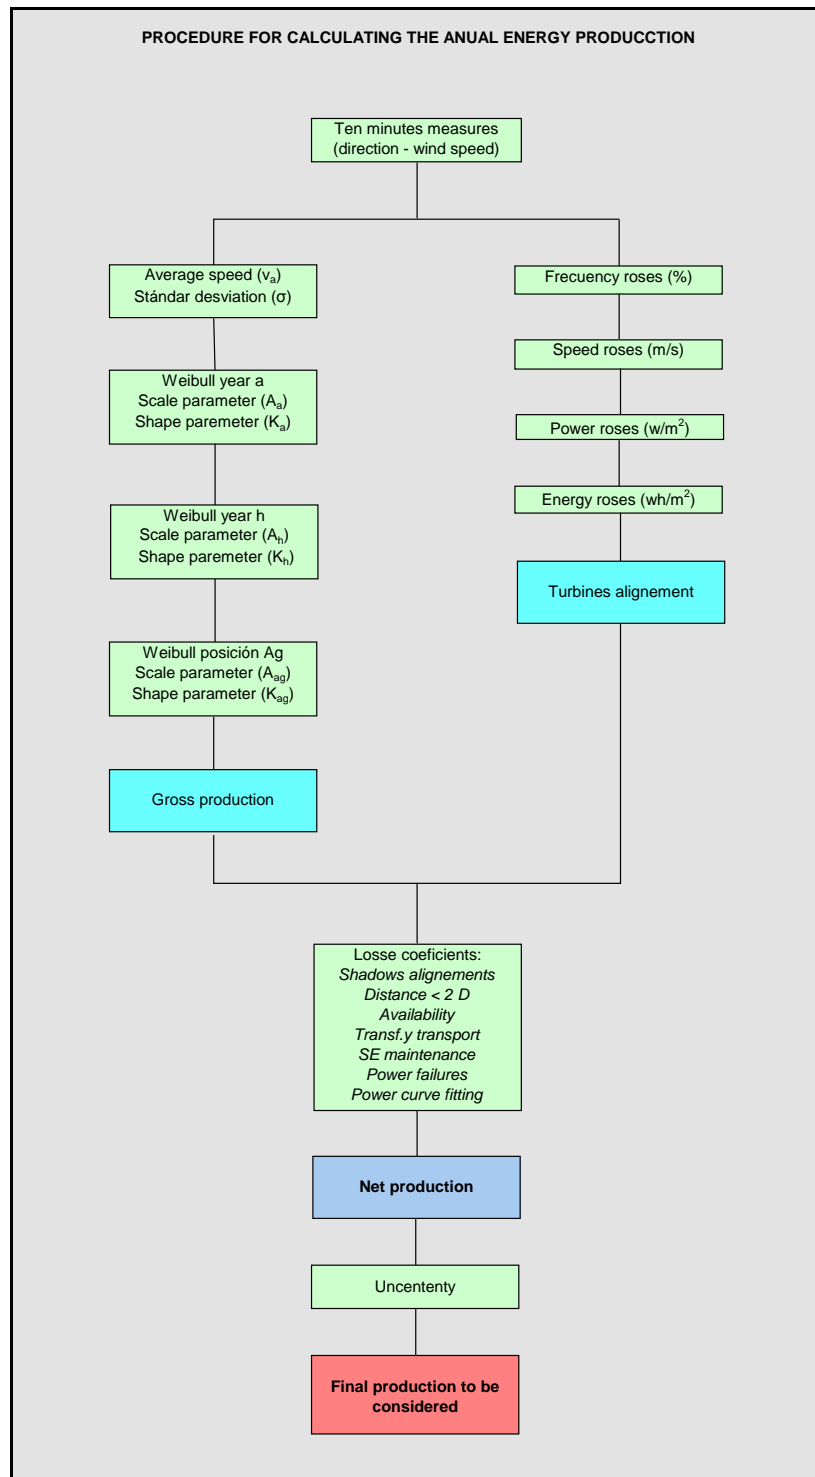 PROCEDURE FOR CALCULATING THE ANUAL ENERGY PRODUCCTION
Ten minutes measures
(direction - wind speed)
Average speed (vₐ)
Stándar desviation (σ)
Weibull year a
Scale parameter (Aₐ)
Shape paremeter (Kₐ)
Weibull year h
Scale parameter (Aₕ)
Shape paremeter (Kₕ)
Weibull posición Ag
Scale parameter (A_ag)
Shape parameter (K_ag)
Gross production
Frecuency roses (%)
Speed roses (m/s)
Power roses (w/m²)
Energy roses (wh/m²)
Turbines alignement
Losse coeficients:
Shadows alignements
Distance < 2 D
Availability
Transf.y transport
SE maintenance
Power failures
Power curve fitting
Net production
Uncententy
Final production to be
considered